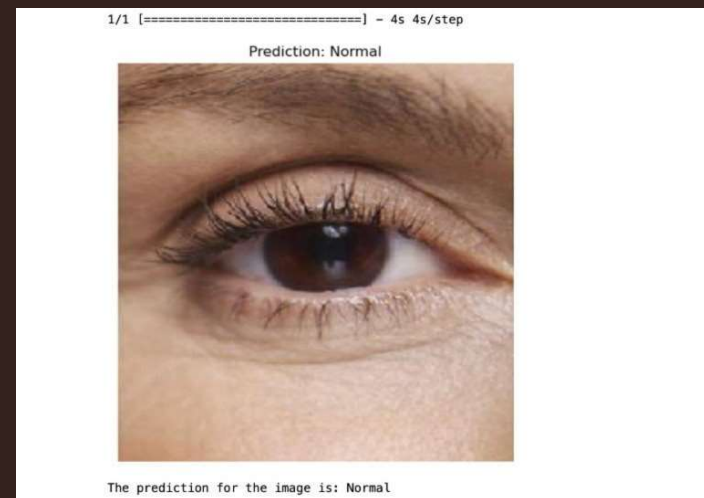 1/1 [==============================] - 4s 4s/step
Prediction: Normal
The prediction for the image is: Normal